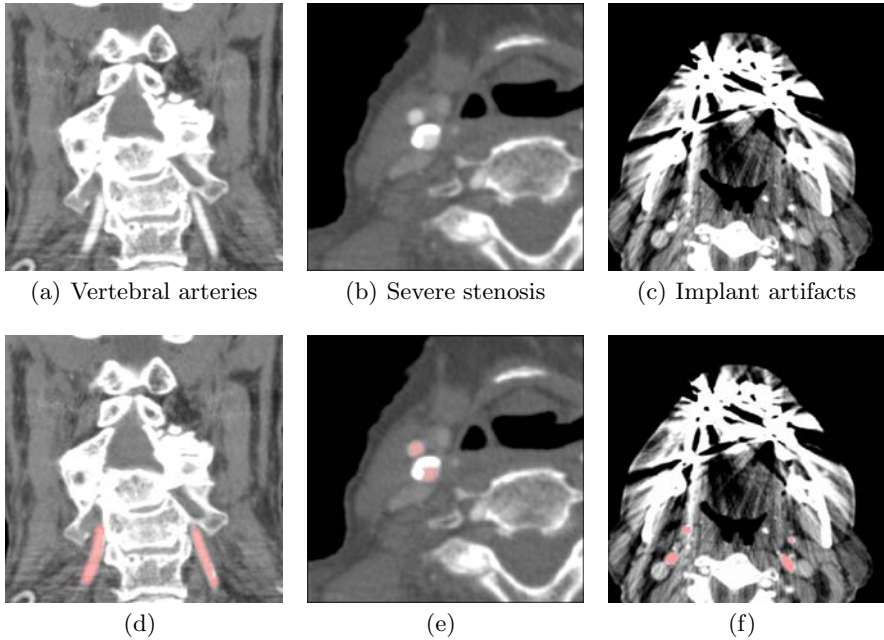 (a) Vertebral arteries
(b) Severe stenosis
(c) Implant artifacts
(d)
(e)
(f)